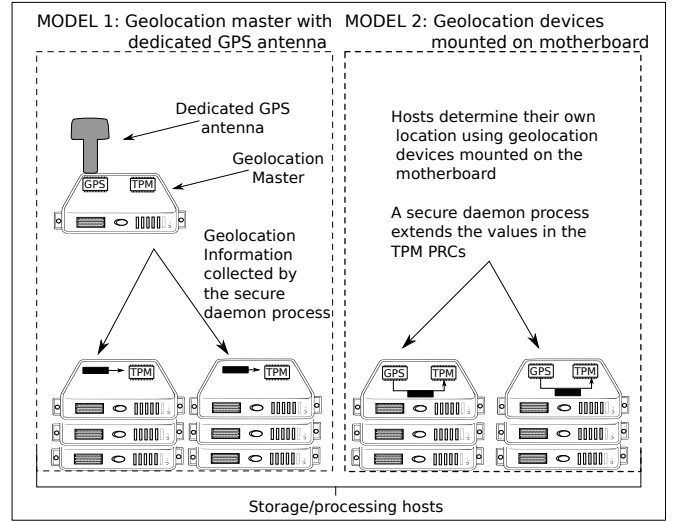 MODEL 1: Geolocation master with
dedicated GPS antenna
MODEL 2: Geolocation devices
mounted on motherboard
Dedicated GPS
antenna
Geolocation
Master
GPS
TPM
Geolocation
Information
collected by
the secure
daemon process
TPM
TPM
Hosts determine their own
location using geolocation
devices mounted on the
motherboard
A secure daemon process
extends the values in the
TPM PRCs
GPS
TPM
GPS
TPM
Storage/processing hosts